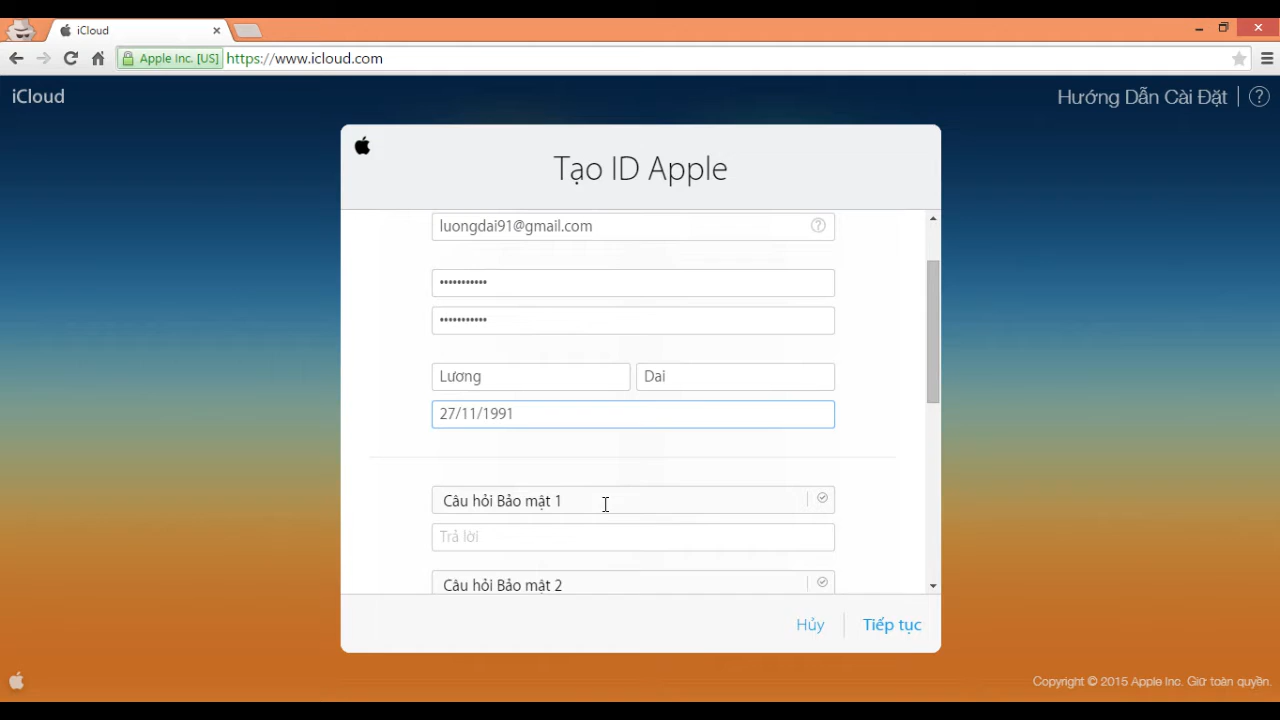 iCloud
Apple Inc. [US] https://www.icloud.com
iCloud
Hướng Dẫn Cài Đặt
Tạo ID Apple
luongdai91@gmail.com
•••••••••••
•••••••••••
Lương Dai
27/11/1991
Câu hỏi Bảo mật 1
Trả lời
Câu hỏi Bảo mật 2
Hủy Tiếp tục
Copyright © 2015 Apple Inc. Giữ toàn quyền.